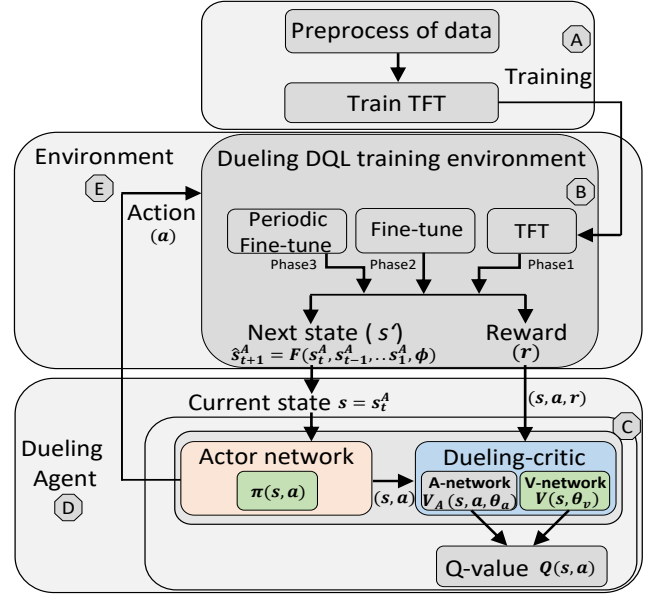 Preprocess of data
A
Train TFT
Training
Environment
E
Dueling DQL training environment
B
Action
(a)
Periodic
Fine-tune
Fine-tune
TFT
Phase3
Phase2
Phase1
Next state ( s′)
ŝ^A_{t+1} = F(s^A_t, s^A_{t-1}, . . s^A_1, ϕ)
Reward
(r)
Current state s = s^A_t
(s, a, r)
C
Dueling
Agent
D
Actor network
π(s, a)
(s, a)
Dueling-critic
A-network
V_A (s, a, θ_a)
V-network
V(s, θ_v)
Q-value Q(s, a)